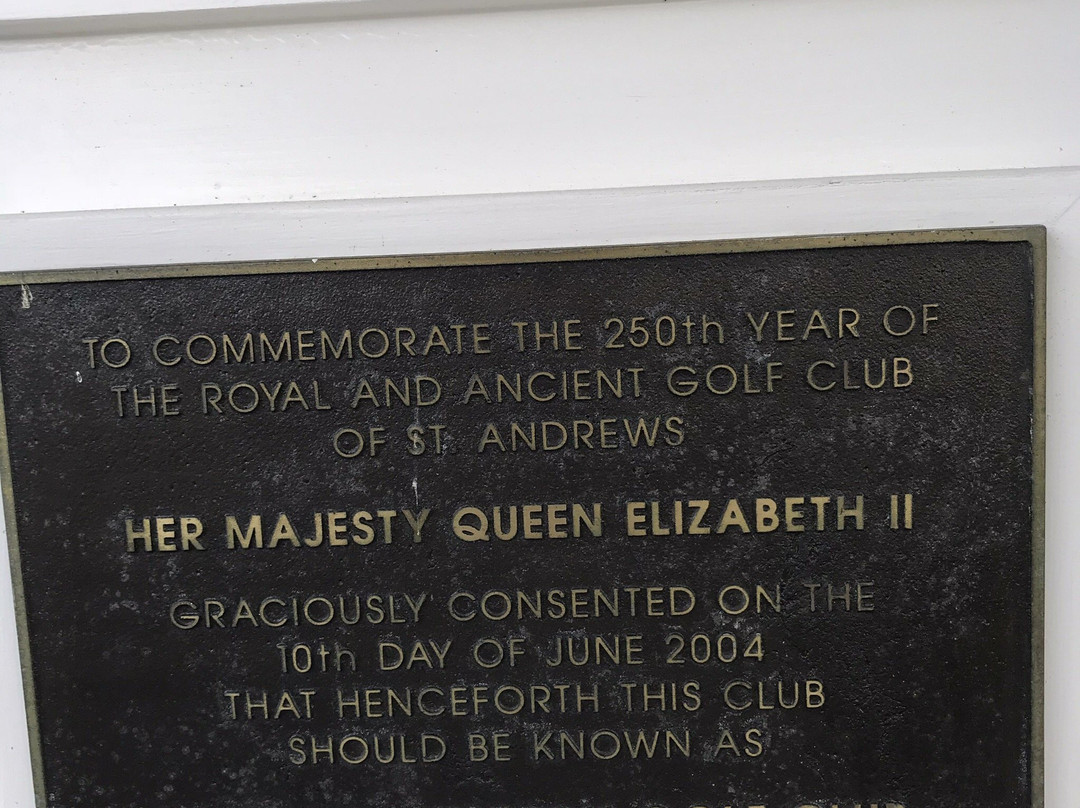 TO COMMEMORATE THE 250th YEAR OF
THE ROYAL AND ANCIENT GOLF CLUB
OF ST. ANDREWS
HER MAJESTY QUEEN ELIZABETH II
GRACIOUSLY CONSENTED ON THE
10th DAY OF JUNE 2004
THAT HENCEFORTH THIS CLUB
SHOULD BE KNOWN AS